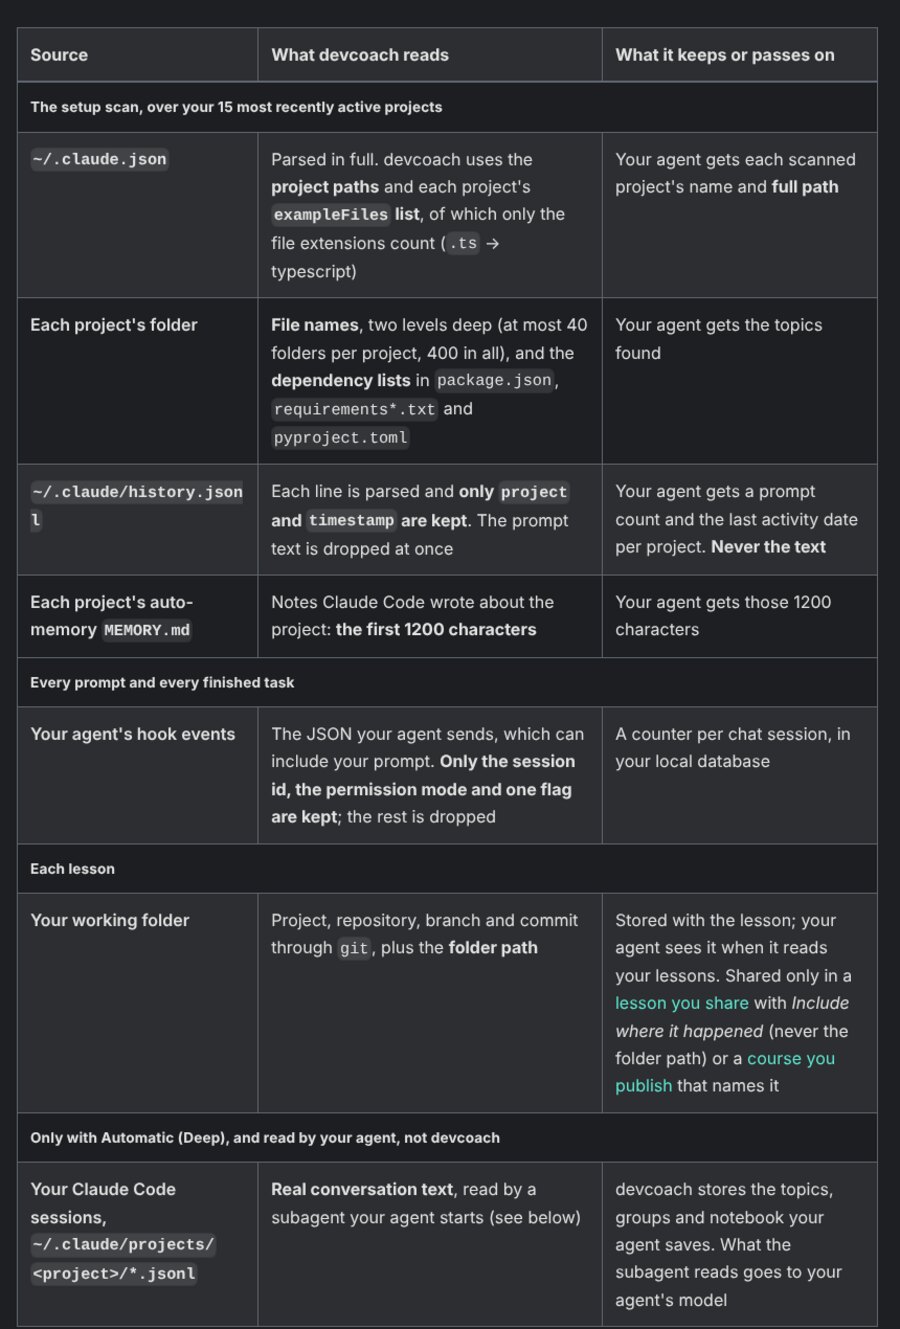 Source
What devcoach reads
What it keeps or passes on
The setup scan, over your 15 most recently active projects
~/.claude.json
Parsed in full. devcoach uses the
project paths and each project's
exampleFiles list, of which only the
file extensions count (.ts →
typescript)
Your agent gets each scanned
project's name and full path
Each project's folder
File names, two levels deep (at most 40
folders per project, 400 in all), and the
dependency lists in package.json,
requirements*.txt and
pyproject.toml
Your agent gets the topics
found
~/.claude/history.json
l
Each line is parsed and only project
and timestamp are kept. The prompt
text is dropped at once
Your agent gets a prompt
count and the last activity date
per project. Never the text
Each project's auto-
memory MEMORY.md
Notes Claude Code wrote about the
project: the first 1200 characters
Your agent gets those 1200
characters
Every prompt and every finished task
Your agent's hook events
The JSON your agent sends, which can
include your prompt. Only the session
id, the permission mode and one flag
are kept; the rest is dropped
A counter per chat session, in
your local database
Each lesson
Your working folder
Project, repository, branch and commit
through git, plus the folder path
Stored with the lesson; your
agent sees it when it reads
your lessons. Shared only in a
lesson you share with Include
where it happened (never the
folder path) or a course you
publish that names it
Only with Automatic (Deep), and read by your agent, not devcoach
Your Claude Code
sessions,
~/.claude/projects/
<project>/*.jsonl
Real conversation text, read by a
subagent your agent starts (see below)
devcoach stores the topics,
groups and notebook your
agent saves. What the
subagent reads goes to your
agent's model